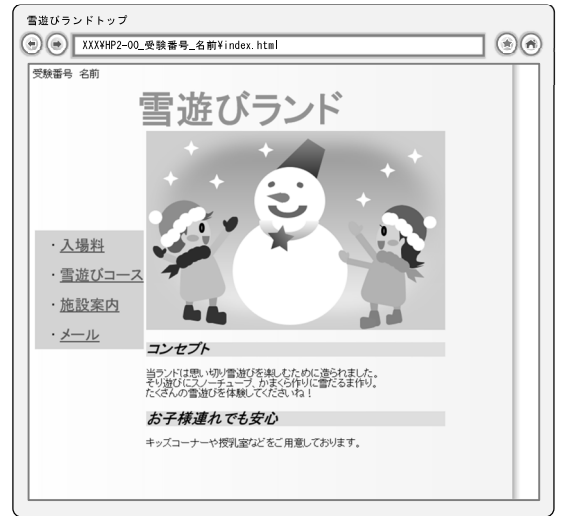 雪遊びランドトップ
XXX¥HP2-00_受験番号_名前¥index.html
受験番号 名前
雪遊びランド
・入場料
・雪遊びコース
・施設案内
・メール
コンセプト
当ランドは思い切り雪遊びを楽しむために造られました。
そり遊びにスノーチューブ、かまくら作りに雪だるま作り。
たくさんの雪遊びを体験してくださいね！
お子様連れでも安心
キッズコーナーや授乳室などをご用意しております。